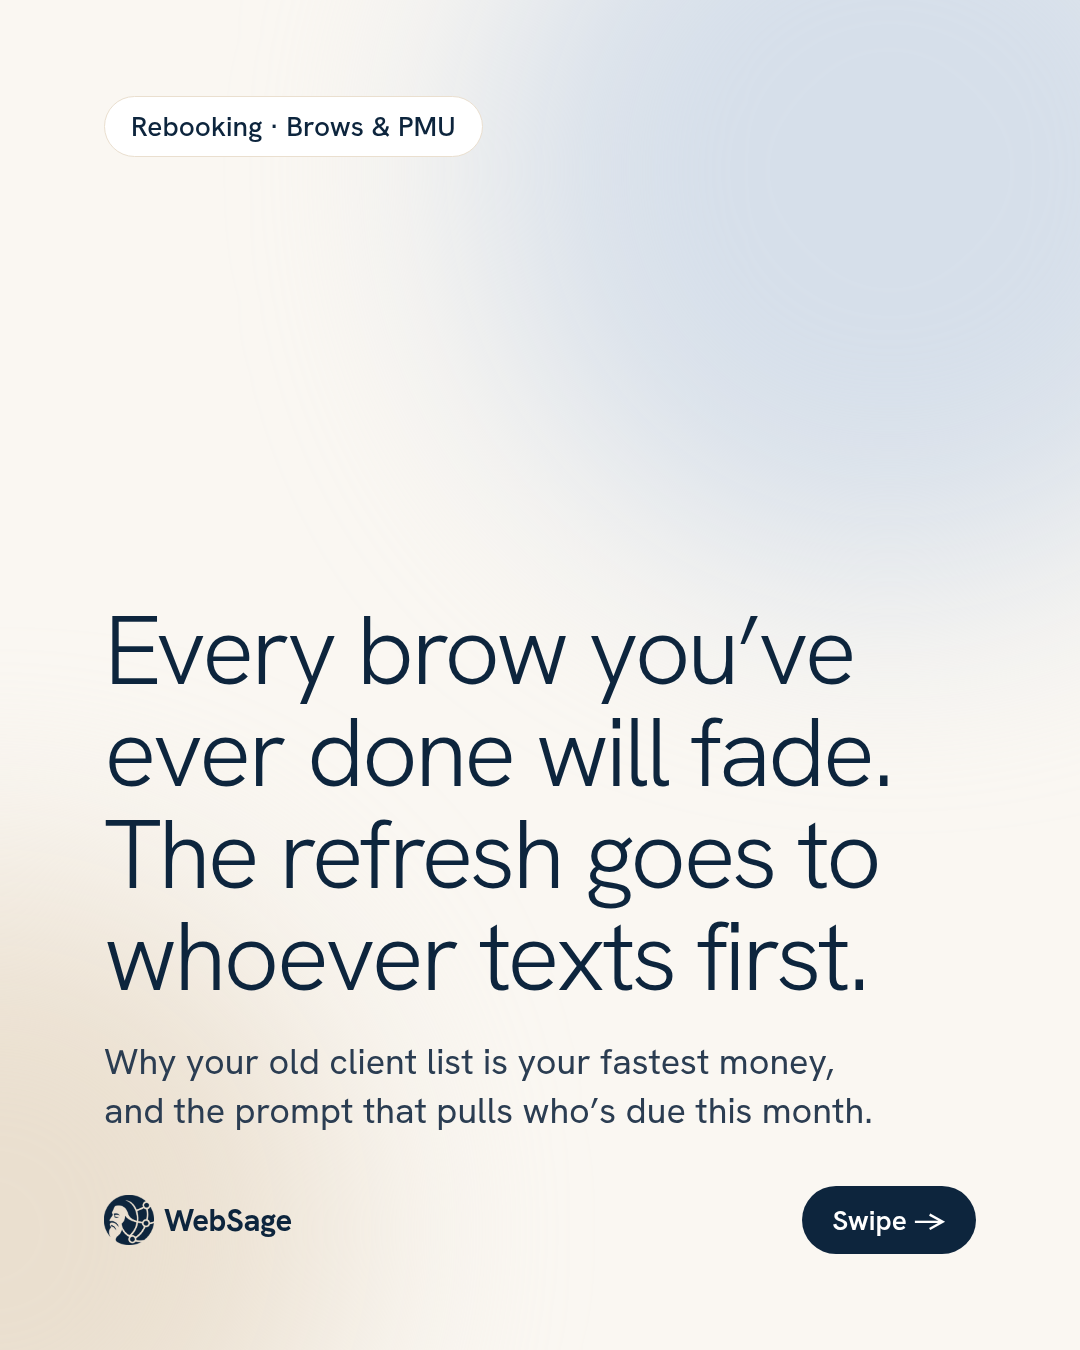 Rebooking · Brows & PMU
Every brow you’ve
ever done will fade.
The refresh goes to
whoever texts first.
Why your old client list is your fastest money,
and the prompt that pulls who’s due this month.
WebSage
Swipe →